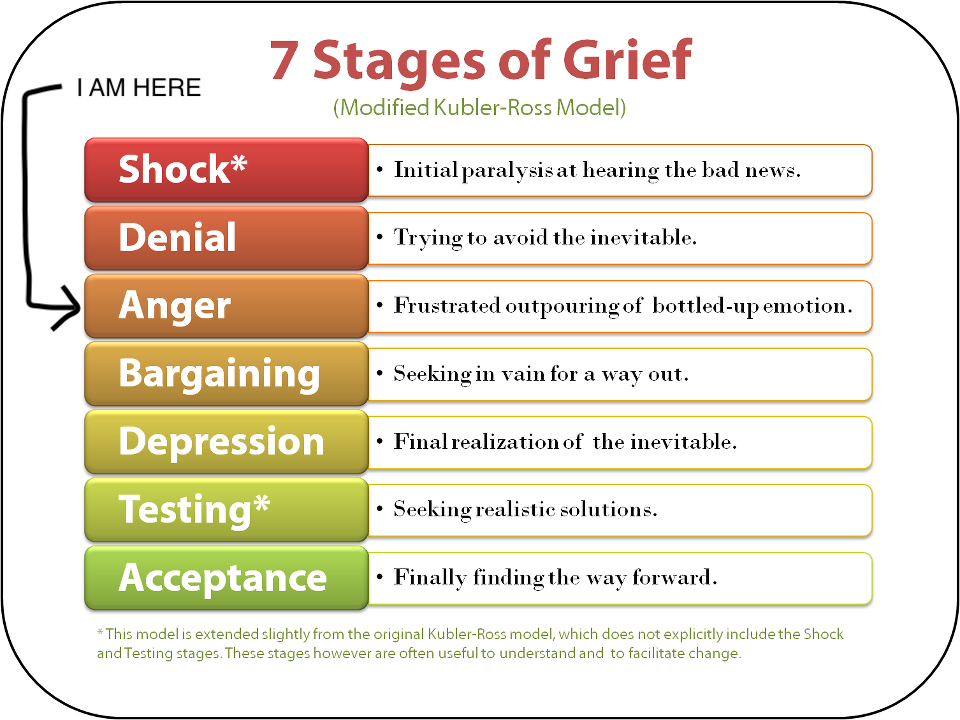 7 Stages of Grief
I AM HERE
(Modified Kubler-Ross Model)
Shock*
• Initial paralysis at hearing the bad news.
Denial
• Trying to avoid the inevitable.
Anger
• Frustrated outpouring of bottled-up emotion.
Bargaining
• Seeking in vain for a way out.
Depression
• Final realization of the inevitable.
Testing*
• Seeking realistic solutions.
Acceptance
• Finally finding the way forward.
* This model is extended slightly from the original Kubler-Ross model, which does not explicitly include the Shock
and Testing stages. These stages however are often useful to understand and to facilitate change.